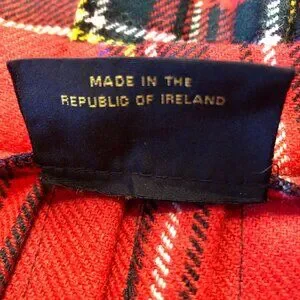 MADE IN THE
REPUBLIC OF IRELAND